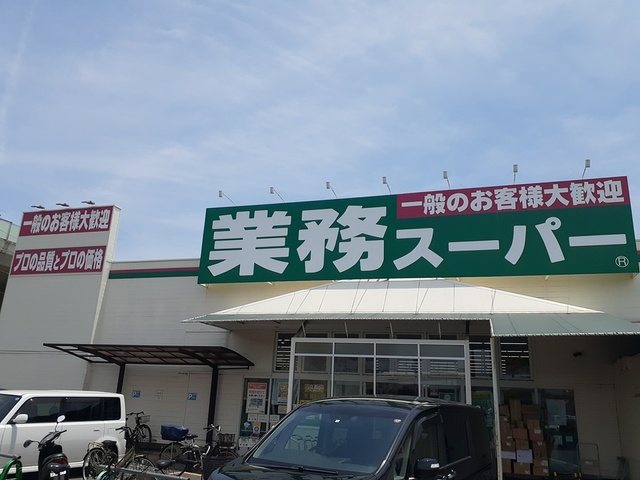 一般のお客様大歓迎
プロの品質とプロの価格
一般のお客様大歓迎
業務スーパー
®